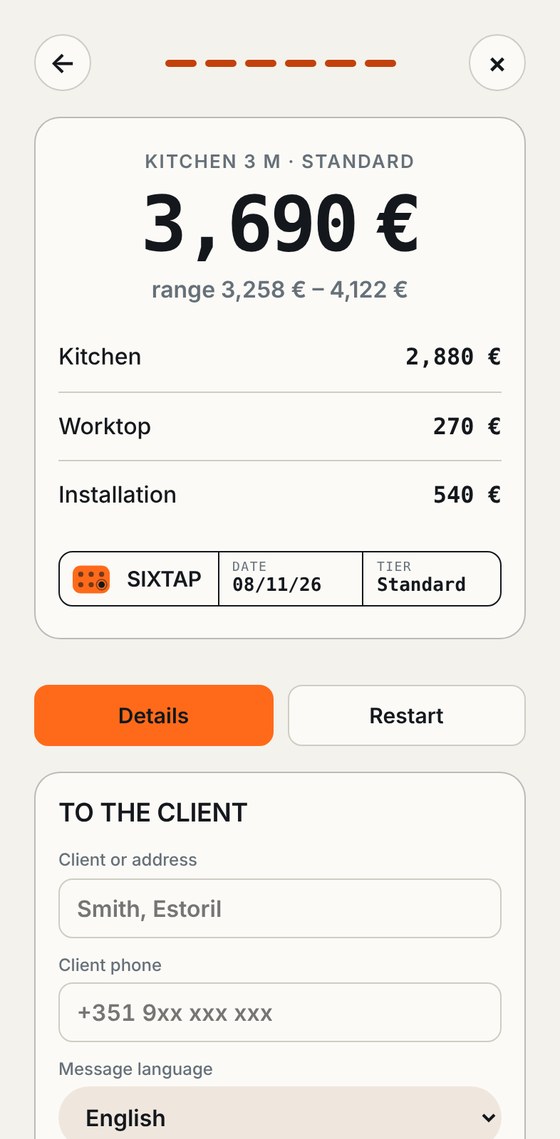 KITCHEN 3 M · STANDARD
3,690 €
range 3,258 € – 4,122 €
Kitchen 2,880 €
Worktop 270 €
Installation 540 €
SIXTAP
DATE
08/11/26
TIER
Standard
Details
Restart
TO THE CLIENT
Client or address
Smith, Estoril
Client phone
+351 9xx xxx xxx
Message language
English